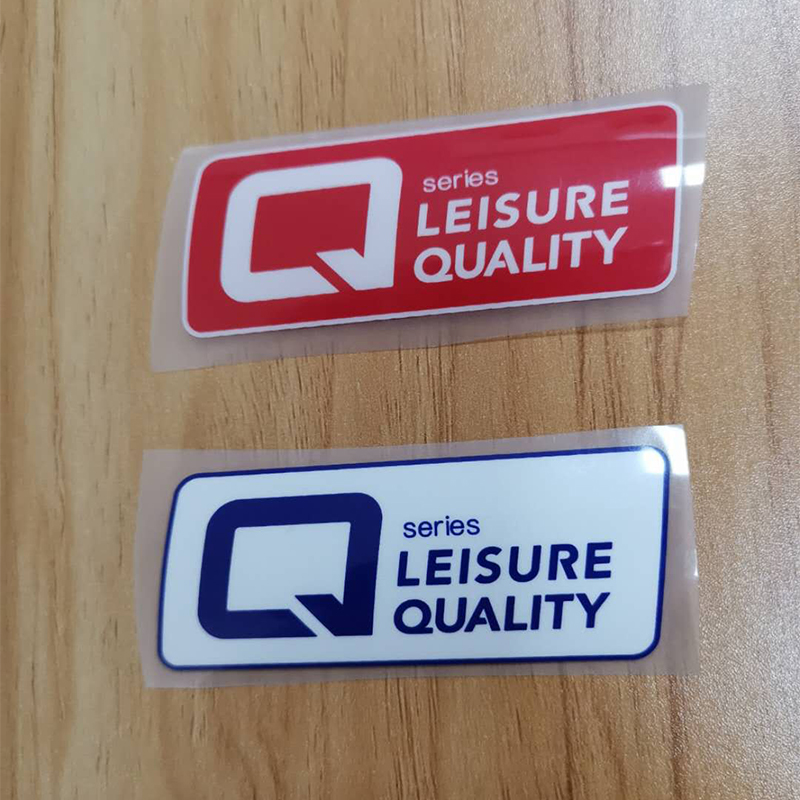 Q
series
LEISURE
QUALITY
Q
series
LEISURE
QUALITY